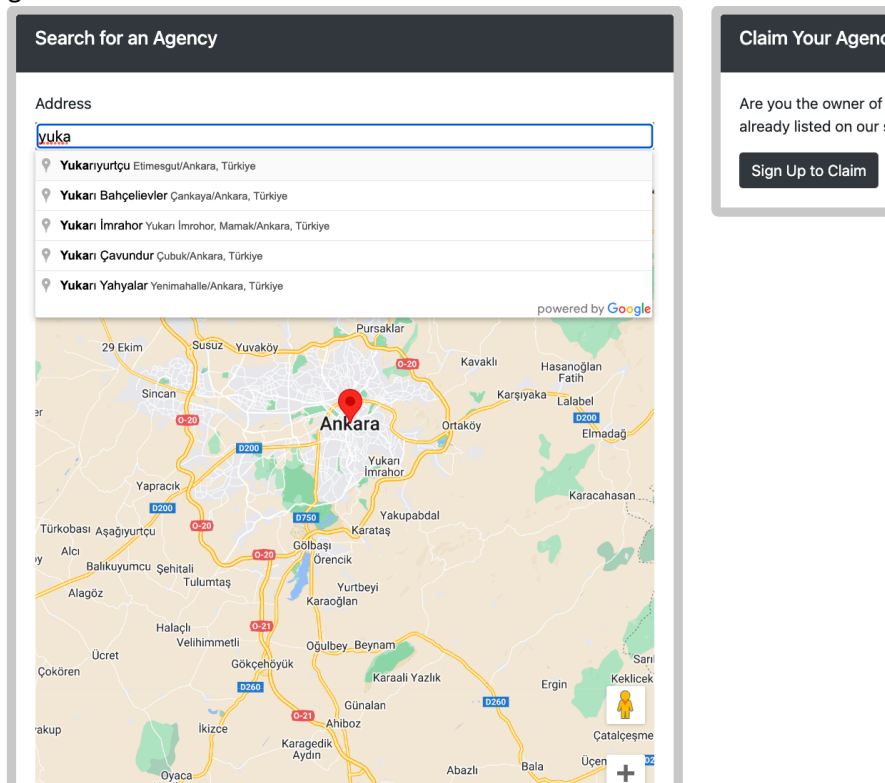 Search for an Agency
Address
yuka
Yukarıyurtçu Etimesgut/Ankara, Türkiye
Yukarı Bahçelievler Çankaya/Ankara, Türkiye
Yukarı İmrahor Yukarı İmrohor, Mamak/Ankara, Türkiye
Yukarı Çavundur Çubuk/Ankara, Türkiye
Yukarı Yahyalar Yenimahalle/Ankara, Türkiye
powered by Google
Pursaklar
29 Ekim
Susuz
Yuvaköy
O-20
Kavaklı
Hasanoğlan
Fatih
Sincan
Karşıyaka
Lalabel
er
O-20
D200
Ankara
Ortaköy
Elmadağ
D200
Yukarı
İmrahor
Yapracık
Karacahasan
D200
D750
Yakupabdal
Türkobası
Aşağıyurtçu
O-20
Karataş
Gölbaşı
Alcı
O-20
Örencik
Balıkuyumcu
Şehitali
Tulumtaş
Yurtbeyi
Alagöz
Karaoğlan
Halaçlı
O-21
Velihimmetli
Oğulbey
Beynam
Ücret
Gökçehöyük
Çokören
Karaali
Yazlık
Keklicek
D260
Ergin
Günalan
D260
O-21
Ahiboz
yakup
İkizce
Çatalçeşme
Karagedik
Aydın
Bala
Üçem
Oyaca
Abazlı
+
Claim Your Agenc
Are you the owner of
already listed on our s
Sign Up to Claim